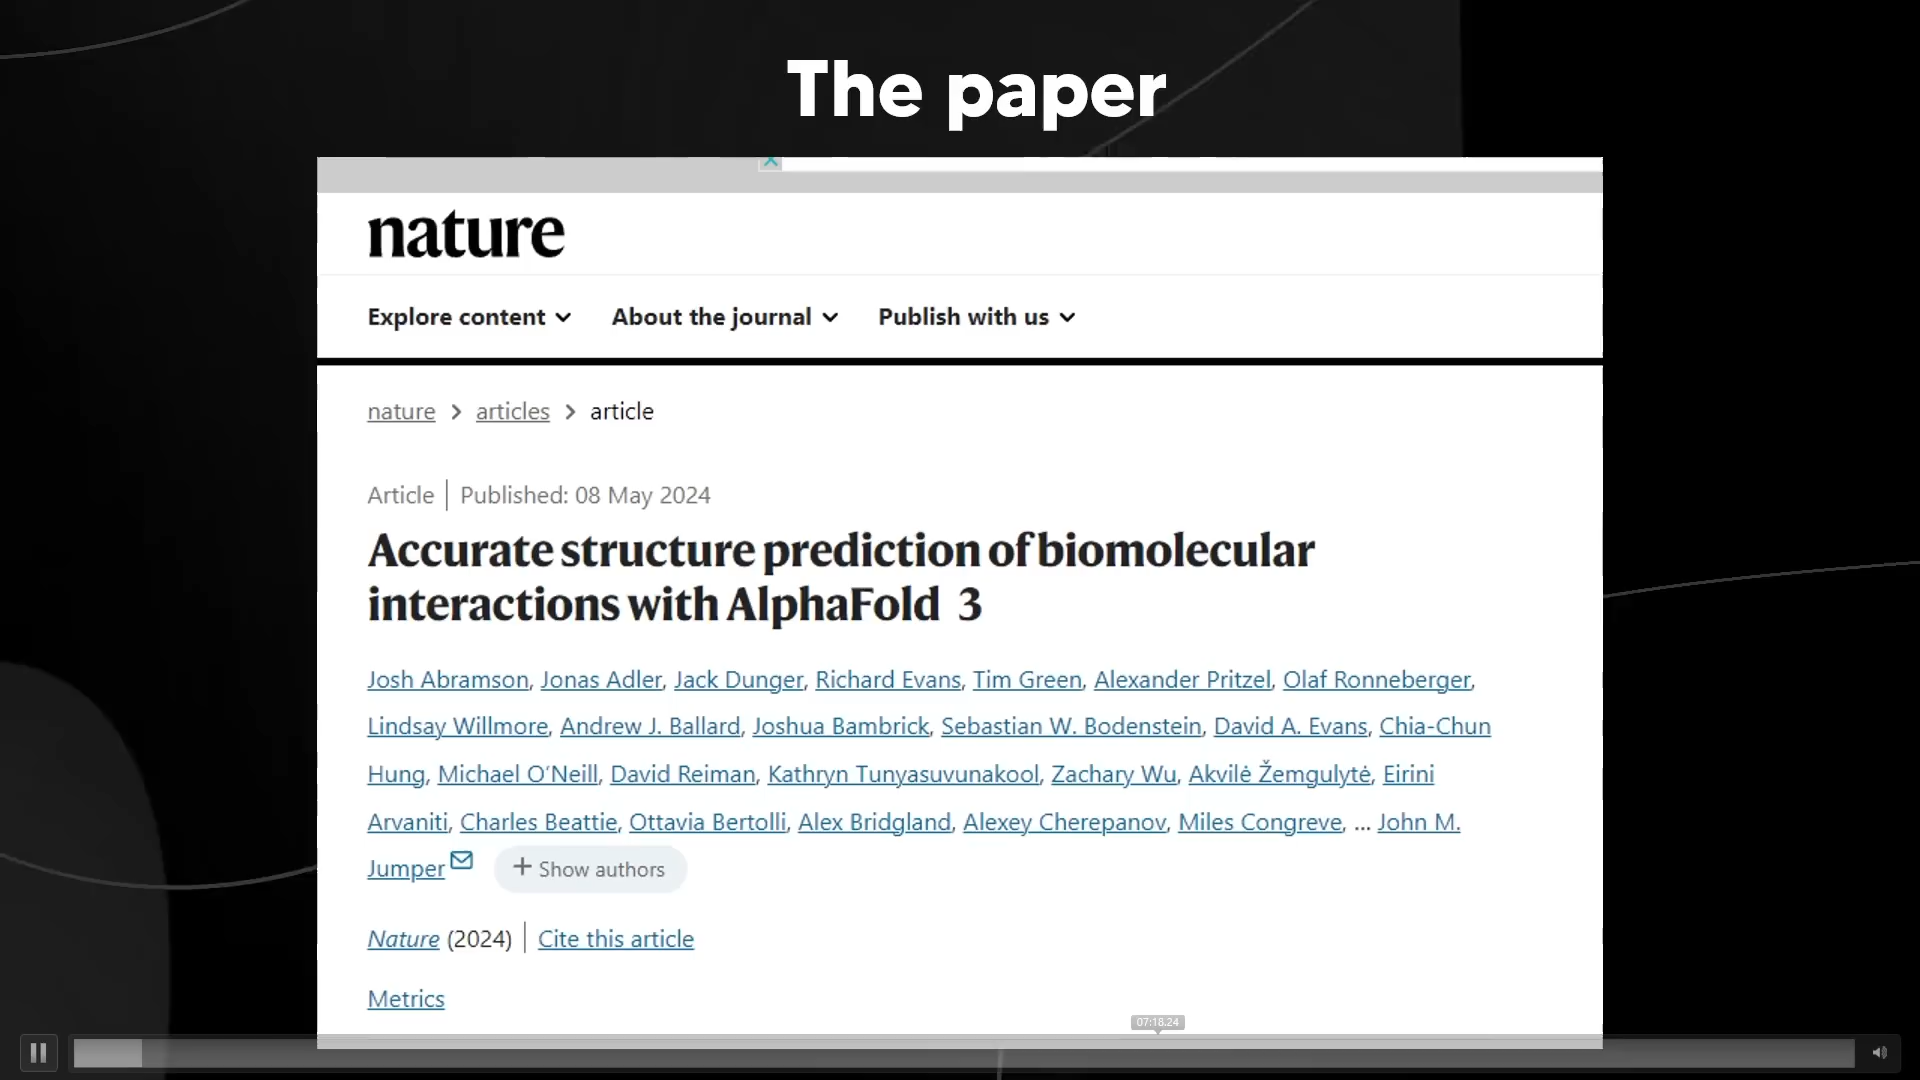 The paper
nature
Explore content About the journal Publish with us
nature > articles > article
Article | Published: 08 May 2024
Accurate structure prediction of biomolecular
interactions with AlphaFold 3
Josh Abramson, Jonas Adler, Jack Dunger, Richard Evans, Tim Green, Alexander Pritzel, Olaf Ronneberger,
Lindsay Willmore, Andrew J. Ballard, Joshua Bambrick, Sebastian W. Bodenstein, David A. Evans, Chia-Chun
Hung, Michael O’Neill, David Reiman, Kathryn Tunyasuvunakool, Zachary Wu, Akvilė Žemgulytė, Eirini
Arvaniti, Charles Beattie, Ottavia Bertolli, Alex Bridgland, Alexey Cherepanov, Miles Congreve, ... John M.
Jumper + Show authors
Nature (2024) | Cite this article
Metrics
07:18.24